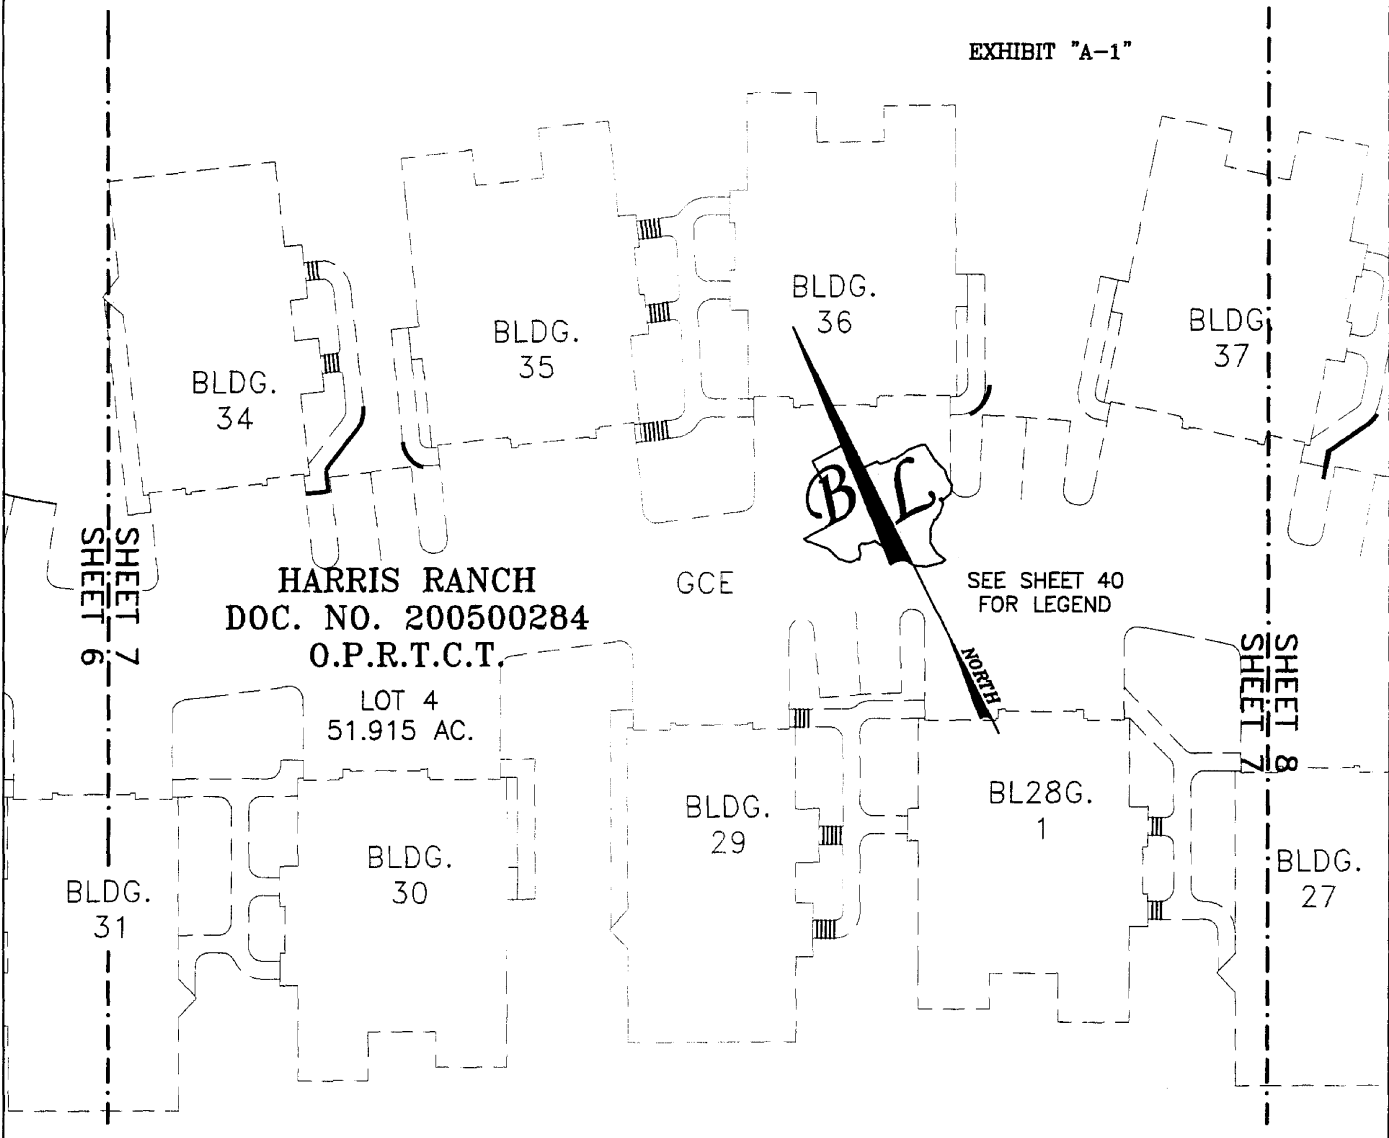 EXHIBIT "A-1"
BLDG.
34
BLDG.
35
BLDG.
36
BLDG
37
SHEET 7
SHEET 6
HARRIS RANCH
DOC. NO. 200500284
O.P.R.T.C.T.
LOT 4
51.915 AC.
GCE
B L
NORTH
SEE SHEET 40
FOR LEGEND
SHEET 8
SHEET 7
BLDG.
31
BLDG.
30
BLDG.
29
BL28G.
1
BLDG.
27